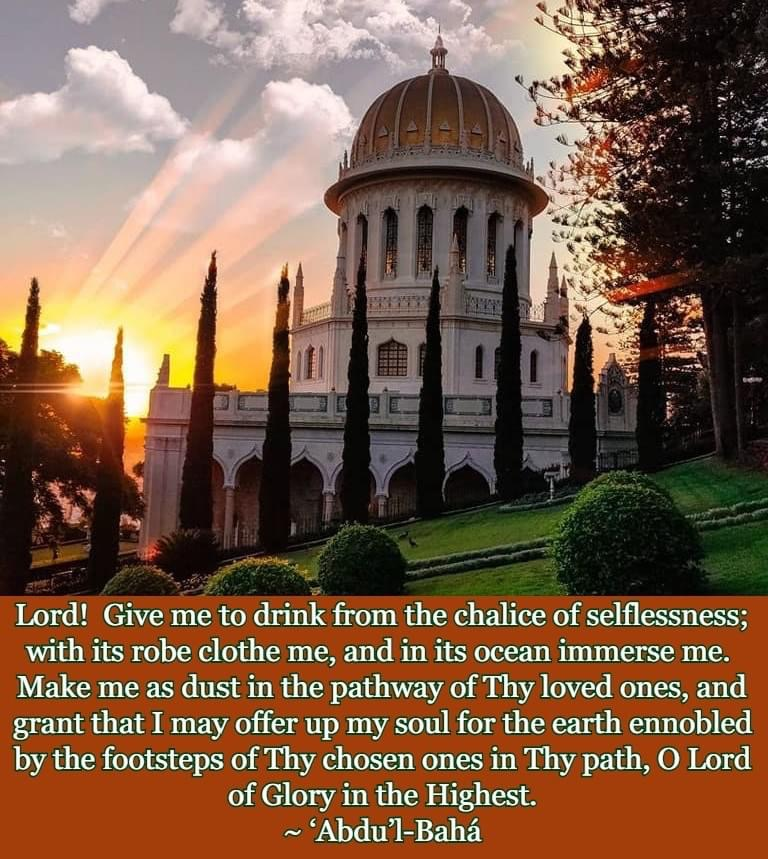 Lord!  Give me to drink from the chalice of selflessness;
with its robe clothe me, and in its ocean immerse me.
Make me as dust in the pathway of Thy loved ones, and
grant that I may offer up my soul for the earth ennobled
by the footsteps of Thy chosen ones in Thy path, O Lord
of Glory in the Highest.
~ ‘Abdu’l-Bahá